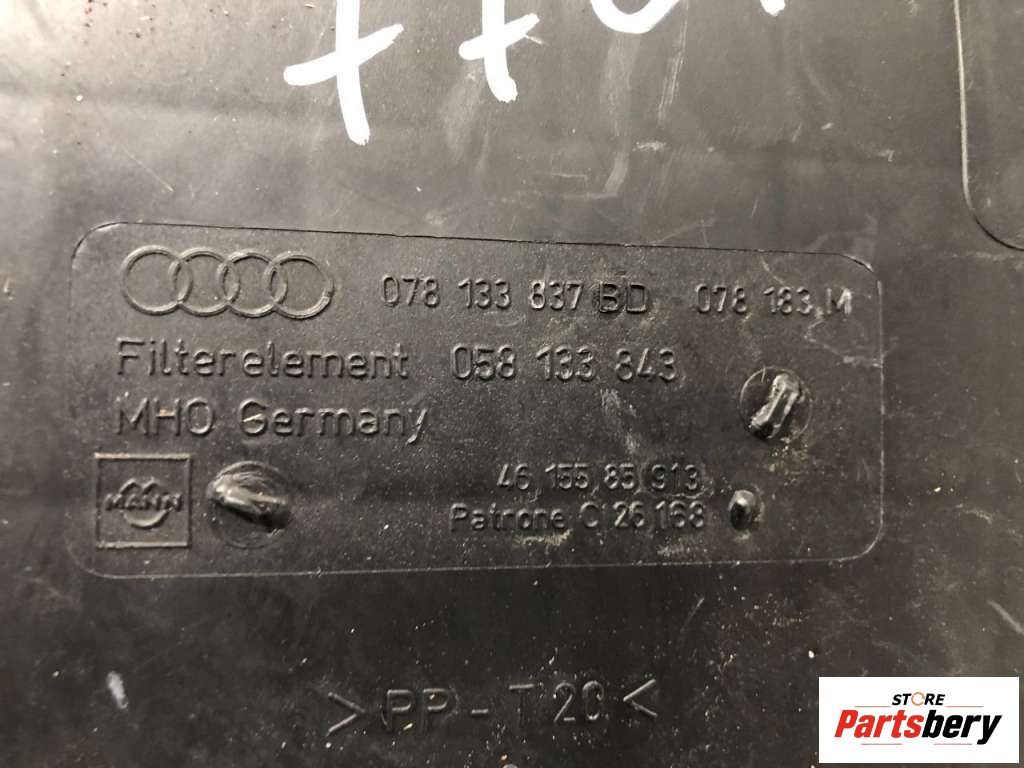 078 133 837 BD 078 183 M
Filterelement 058 133 843
MHO Germany
MANN
46 155 85 913
Patrone C 26 168
>PP-T20<
STORE
Partsbery